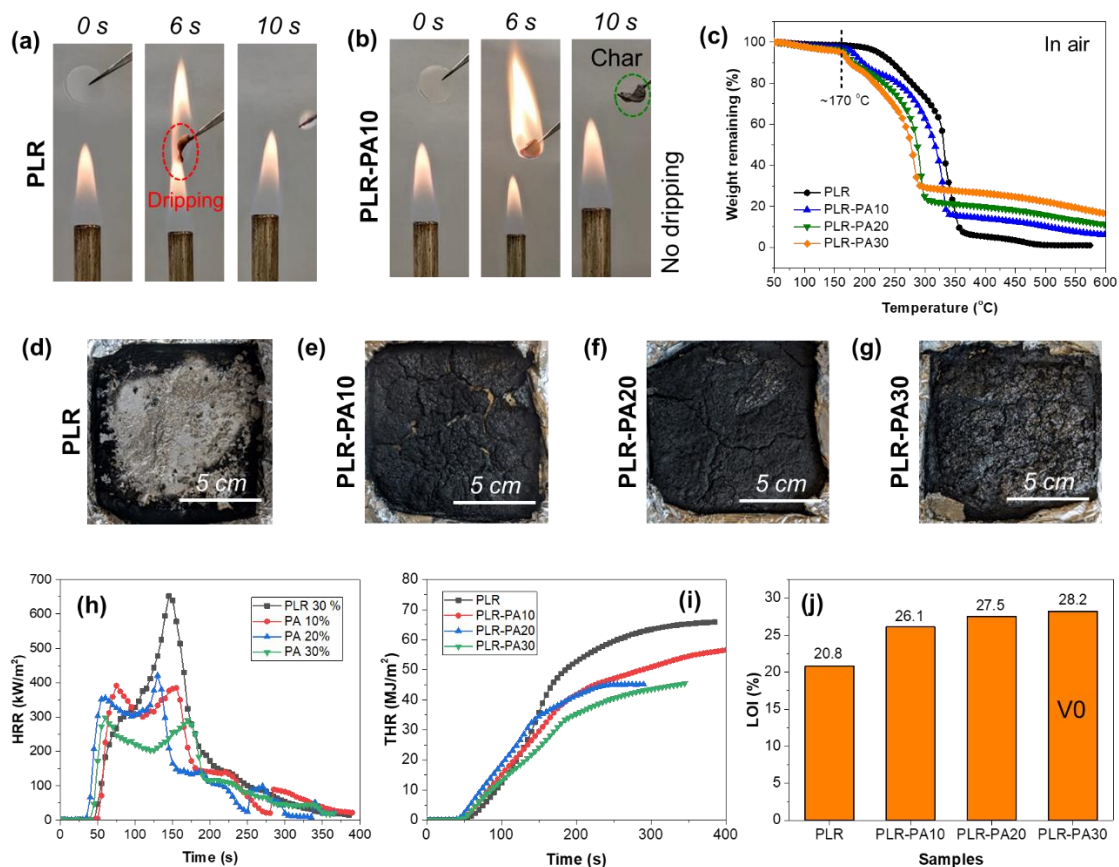 (a)
0 s
6 s
10 s
PLR
Dripping
(b)
0 s
6 s
10 s
PLR-PA10
Char
No dripping
(c)
In air
~170 °C
Weight remaining (%)
100
80
60
40
20
0
PLR
PLR-PA10
PLR-PA20
PLR-PA30
50 100 150 200 250 300 350 400 450 500 550 600
Temperature (°C)
(d)
PLR
5 cm
(e)
PLR-PA10
5 cm
(f)
PLR-PA20
5 cm
(g)
PLR-PA30
5 cm
(h)
HRR (kW/m²)
700
600
500
400
300
200
100
0
PLR 30 %
PA 10%
PA 20%
PA 30%
0 50 100 150 200 250 300 350 400
Time (s)
(i)
THR (MJ/m²)
80
70
60
50
40
30
20
10
0
PLR
PLR-PA10
PLR-PA20
PLR-PA30
0 100 200 300 400
Time (s)
(j)
LOI (%)
30
25
20
15
10
5
0
20.8
26.1
27.5
28.2
V0
PLR PLR-PA10 PLR-PA20 PLR-PA30
Samples